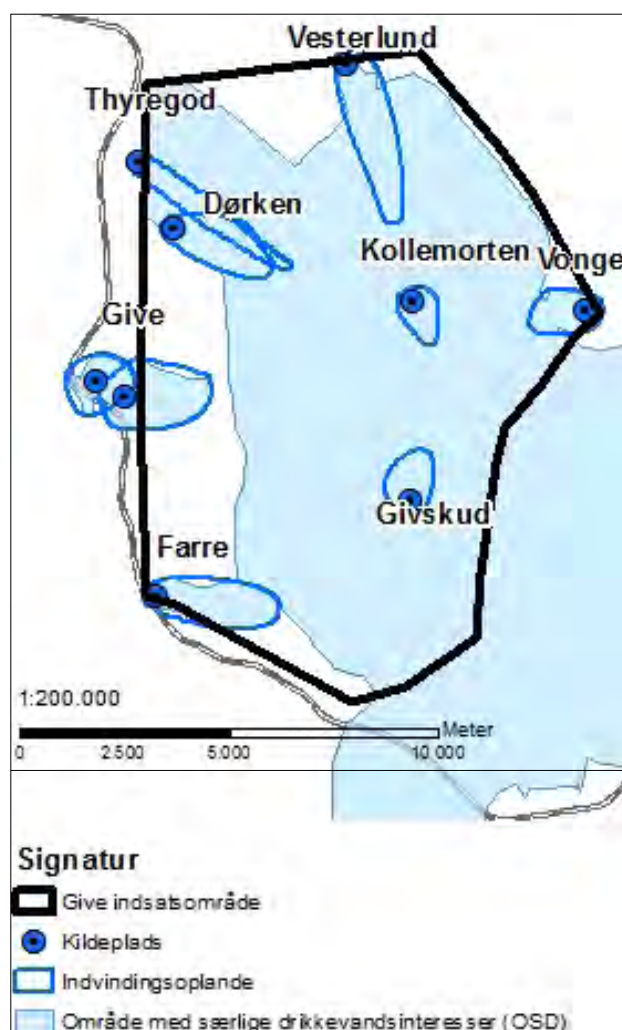 Vesterlund
Thyregod
Dørken
Kollemorten
Vonge
Give
Givskud
Farre
1:200.000
Meter
0 2.500 5.000 10.000
Signatur
Give indsatsområde
Kildeplads
Indvindingsoplande
Område med særlige drikkevandsinteresser (OSD)